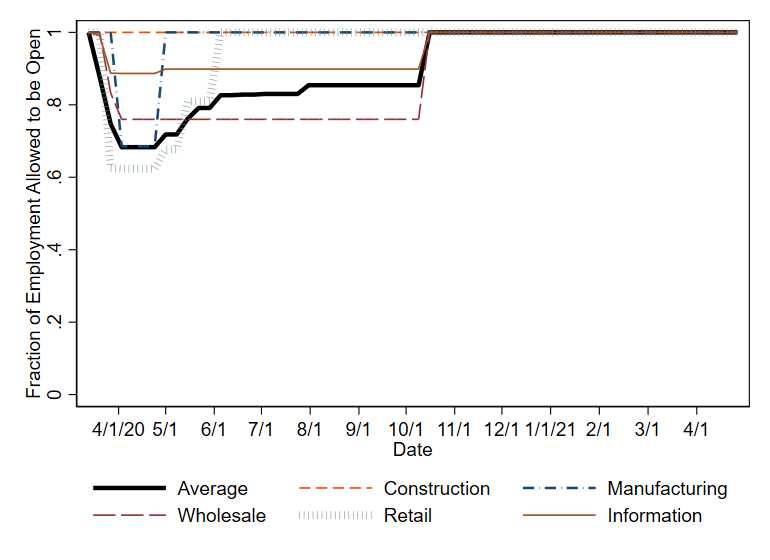 Fraction of Employment Allowed to be Open
1
.8
.6
.4
.2
0
4/1/20 5/1 6/1 7/1 8/1 9/1 10/1 11/1 12/1 1/1/21 2/1 3/1 4/1
Date
Average Construction Manufacturing
Wholesale Retail Information